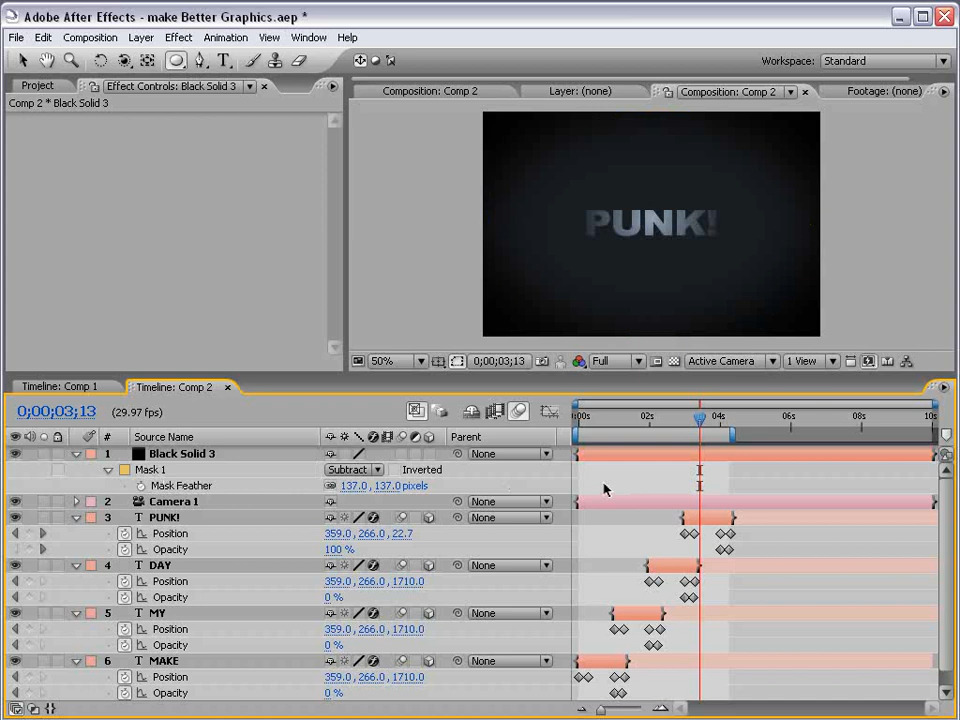 Adobe After Effects - make Better Graphics.aep *
File Edit Composition Layer Effect Animation View Window Help
Workspace: Standard
Project Effect Controls: Black Solid 3 Composition: Comp 2 Layer: (none) Composition: Comp 2 Footage: (none)
Comp 2 * Black Solid 3
PUNK!
50% 0;00;03;13 Full Active Camera 1 View
Timeline: Comp 1 Timeline: Comp 2
0;00;03;13 (29.97 fps) :00s 02s 04s 06s 08s 10s
# Source Name Parent
1 Black Solid 3 None
Mask 1 Subtract Inverted
Mask Feather 137.0, 137.0 pixels
2 Camera 1 None
3 T PUNK! None
Position 359.0, 266.0, 22.7
Opacity 100 %
4 T DAY None
Position 359.0, 266.0, 1710.0
Opacity 0 %
5 T MY None
Position 359.0, 266.0, 1710.0
Opacity 0 %
6 T MAKE None
Position 359.0, 266.0, 1710.0
Opacity 0 %